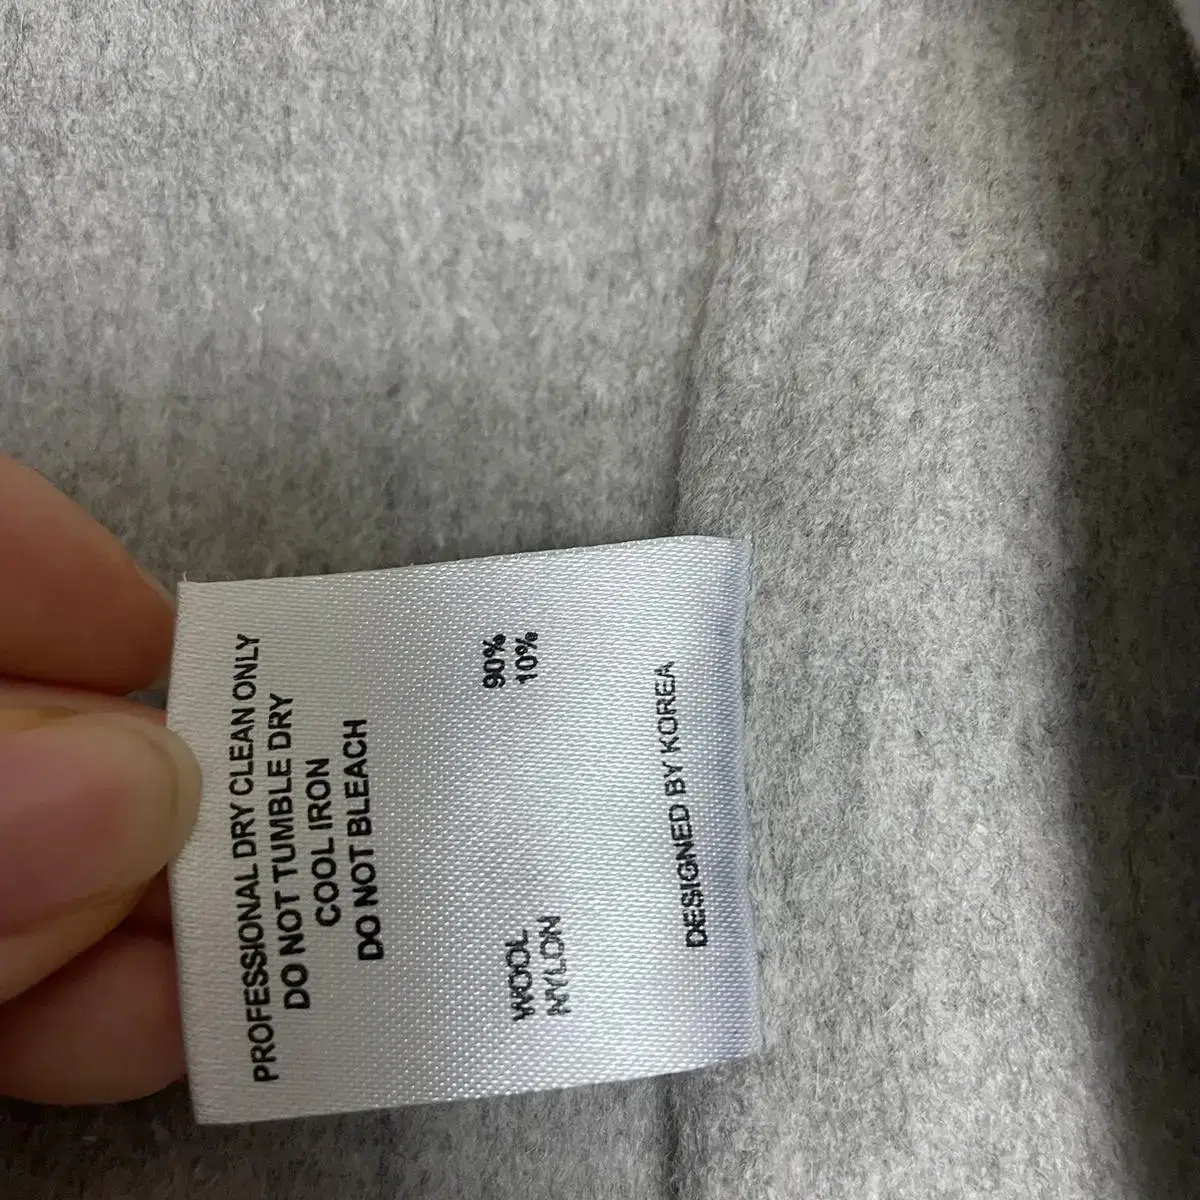 PROFESSIONAL DRY CLEAN ONLY
DO NOT TUMBLE DRY
COOL IRON
DO NOT BLEACH
WOOL 90%
NYLON 10%
DESIGNED BY KOREA